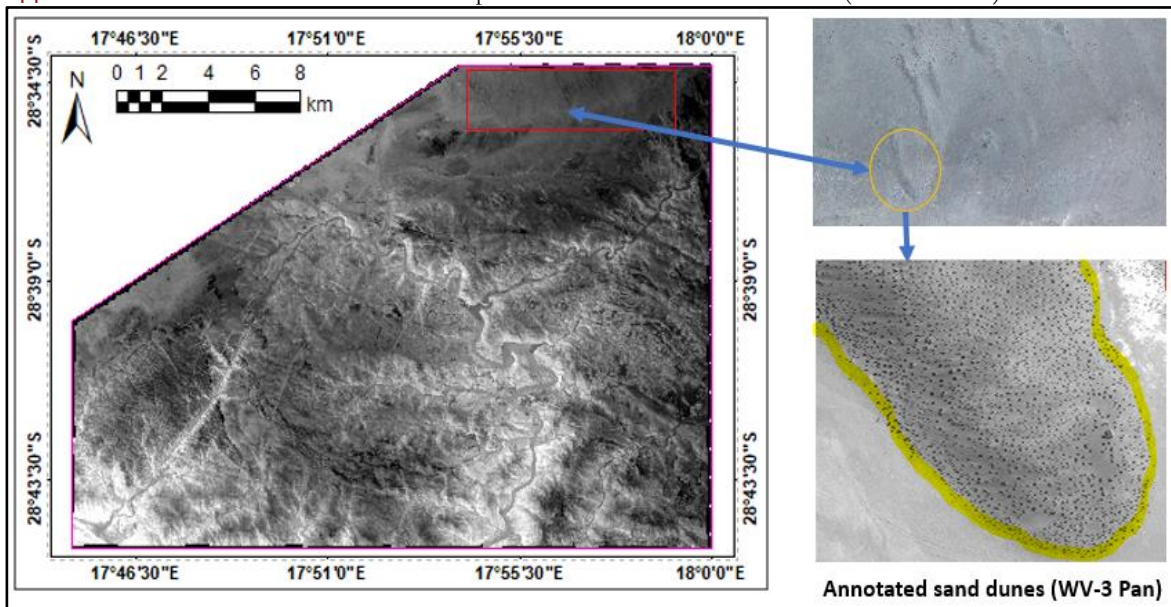 17°46'30"E 17°51'0"E 17°55'30"E 18°0'0"E
28°34'30" S 28°34'30" S
N
0 1 2 4 6 8
km
28°39'0" S 28°39'0" S
28°43'30" S 28°43'30" S
17°46'30"E 17°51'0"E 17°55'30"E 18°0'0"E
Annotated sand dunes (WV-3 Pan)